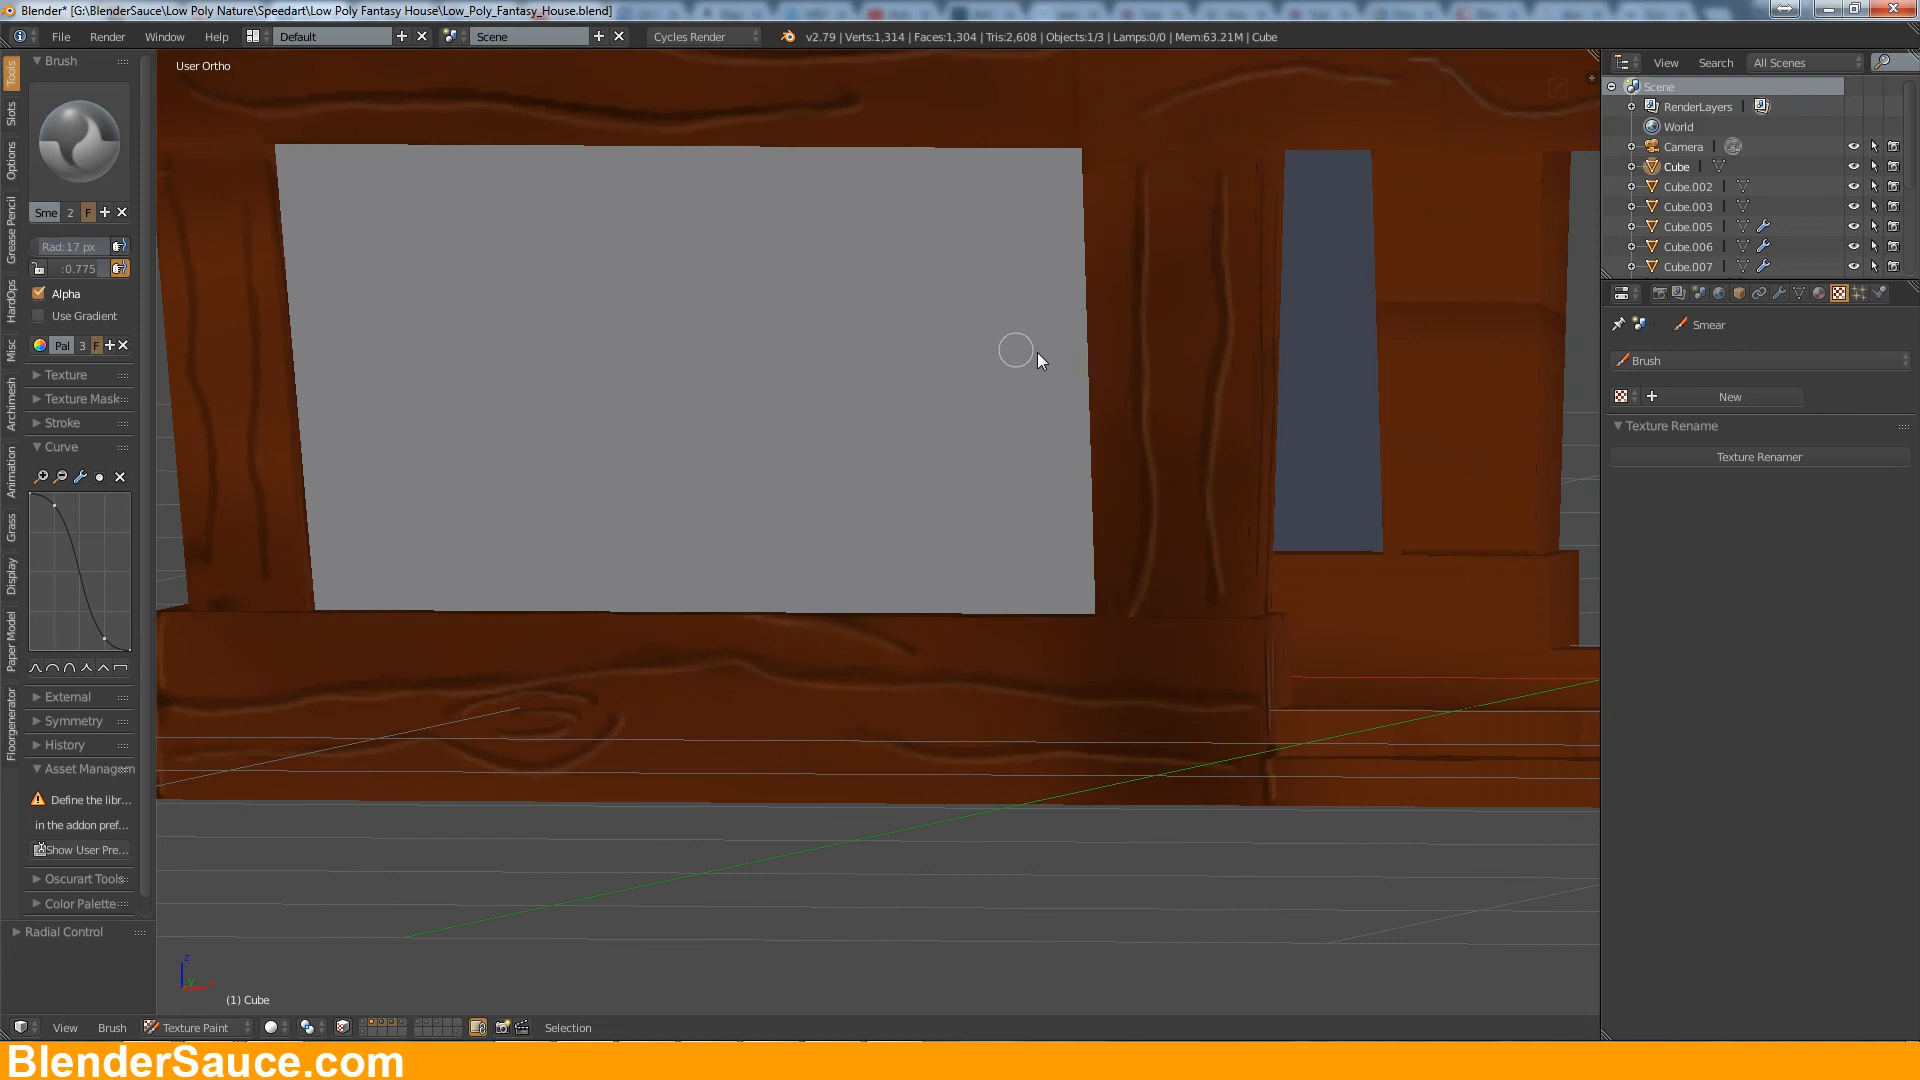 Blender* [G:\BlenderSauce\Low Poly Nature\Speedart\Low Poly Fantasy House\Low_Poly_Fantasy_House.blend]
File Render Window Help Default Scene Cycles Render v2.79 | Verts:1,314 | Faces:1,304 | Tris:2,608 | Objects:1/3 | Lamps:0/0 | Mem:63.21M | Cube
Brush
User Ortho
View Search All Scenes
Scene
RenderLayers
World
Camera
Cube
Cube.002
Cube.003
Cube.005
Cube.006
Cube.007
Tools
Slots
Options
Grease Pencil
HardOps
Misc
Archimesh
Animation
Grass
Display
Paper Model
Floorgenerator
Sme 2 F
Rad:17 px
:0.775
Alpha
Use Gradient
Pal 3 F
Texture
Texture Mask
Stroke
Curve
External
Symmetry
History
Asset Managem
Define the libr...
in the addon pref...
Show User Pre...
Oscurart Tools
Color Palette
Radial Control
Smear
Brush
New
Texture Rename
Texture Renamer
z
y
x
(1) Cube
View Brush Texture Paint Selection
BlenderSauce.com